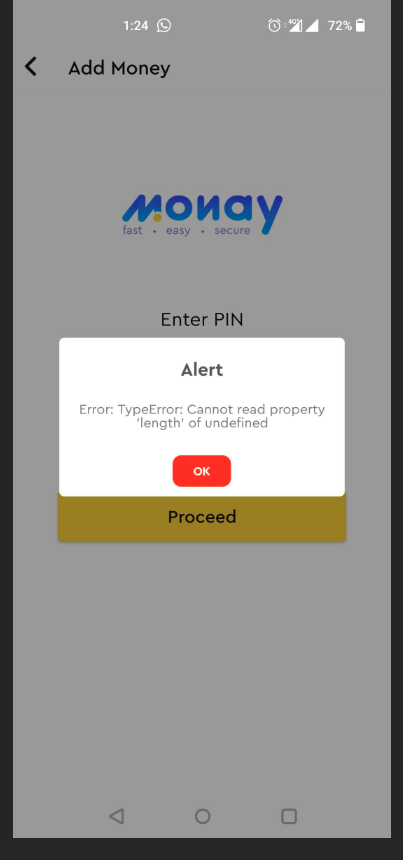 1:24 4G 72%
Add Money
Monay
fast • easy • secure
Enter PIN
Alert
Error: TypeError: Cannot read property
'length' of undefined
OK
Proceed